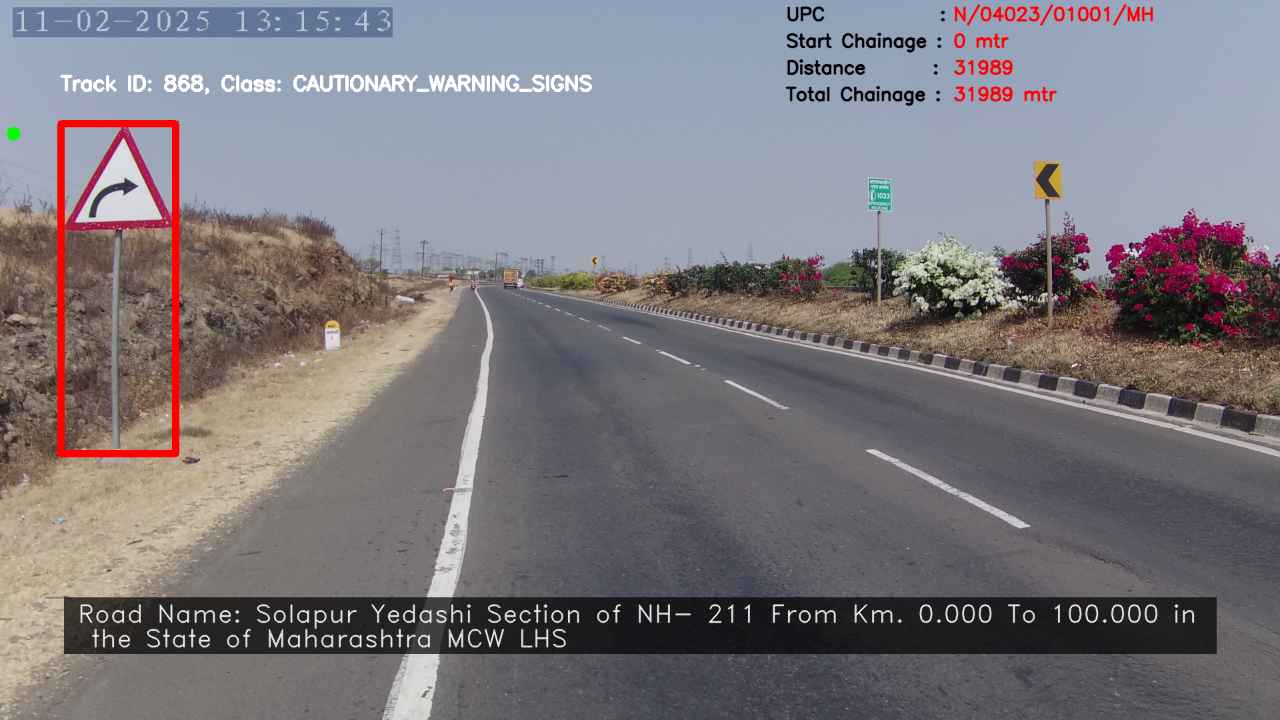 11-02-2025 13:15:43
UPC : N/04023/01001/MH
Start Chainage : 0 mtr
Distance : 31989
Total Chainage : 31989 mtr
Track ID: 868, Class: CAUTIONARY_WARNING_SIGNS
1033
Road Name: Solapur Yedashi Section of NH- 211 From Km. 0.000 To 100.000 in
the State of Maharashtra MCW LHS